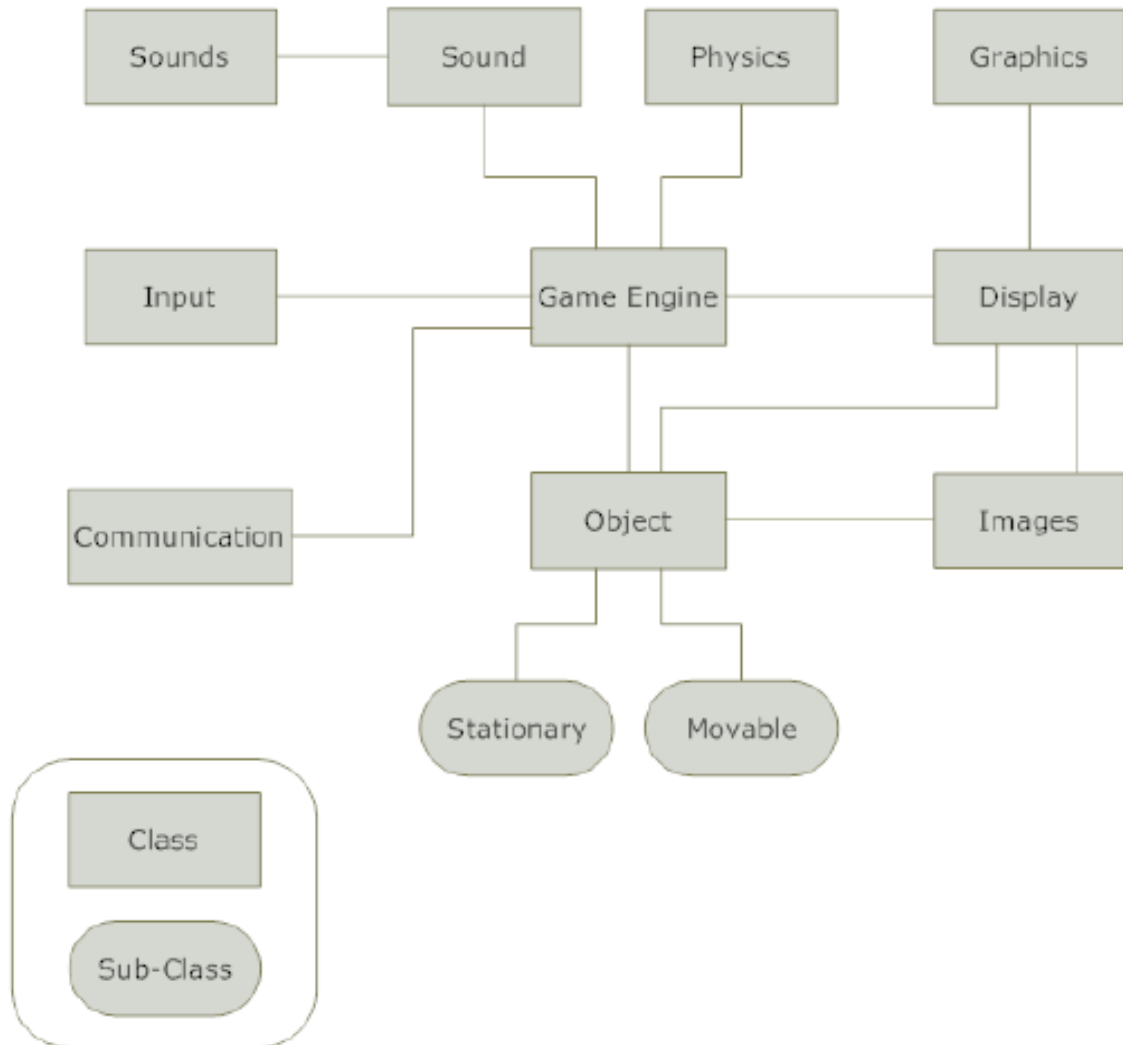 Sounds
Sound
Physics
Graphics
Input
Game Engine
Display
Communication
Object
Images
Stationary
Movable
Class
Sub-Class